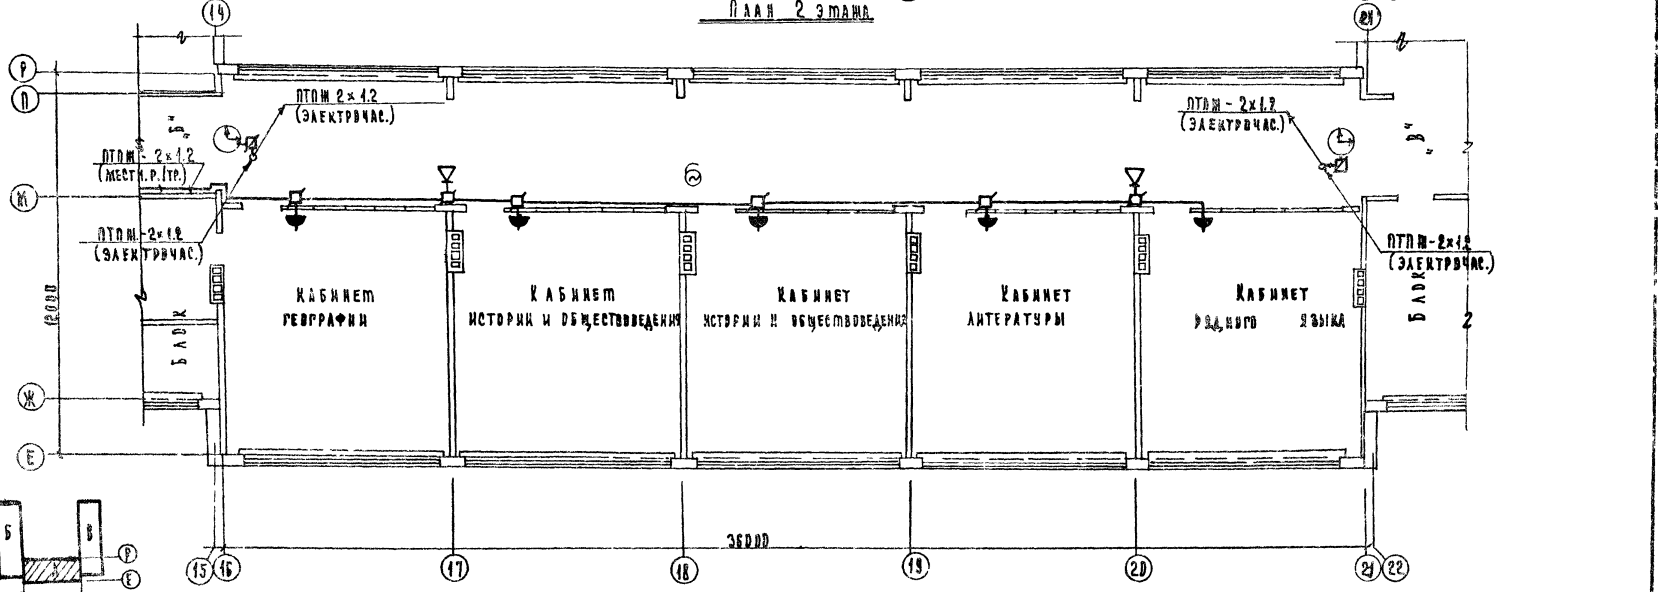 План 2 этажа
14
21'
Р
П
ПТПЖ 2×1.2
(электрочас.)
ПТПЖ - 2×1.2
(электрочас.)
"Б"
"В"
ПТПЖ - 2×1.2
(местн. р./тр.)
М
ПТПЖ - 2×1.2
(электрочас.)
ПТПЖ - 2×1.2
(электрочас.)
12000
Блок
Блок
2
Кабинет
географии
Кабинет
истории и обществоведения
Кабинет
истории и обществоведения
Кабинет
литературы
Кабинет
родного языка
Ж
Е
36000
Б
В
Р
Е
15
16
17
18
19
20
21
22